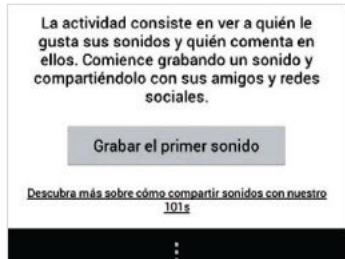 La actividad consiste en ver a quién le
gusta sus sonidos y quién comenta en
ellos. Comience grabando un sonido y
compartiéndolo con sus amigos y redes
sociales.
Grabar el primer sonido
Descubra más sobre cómo compartir sonidos con nuestro
101s